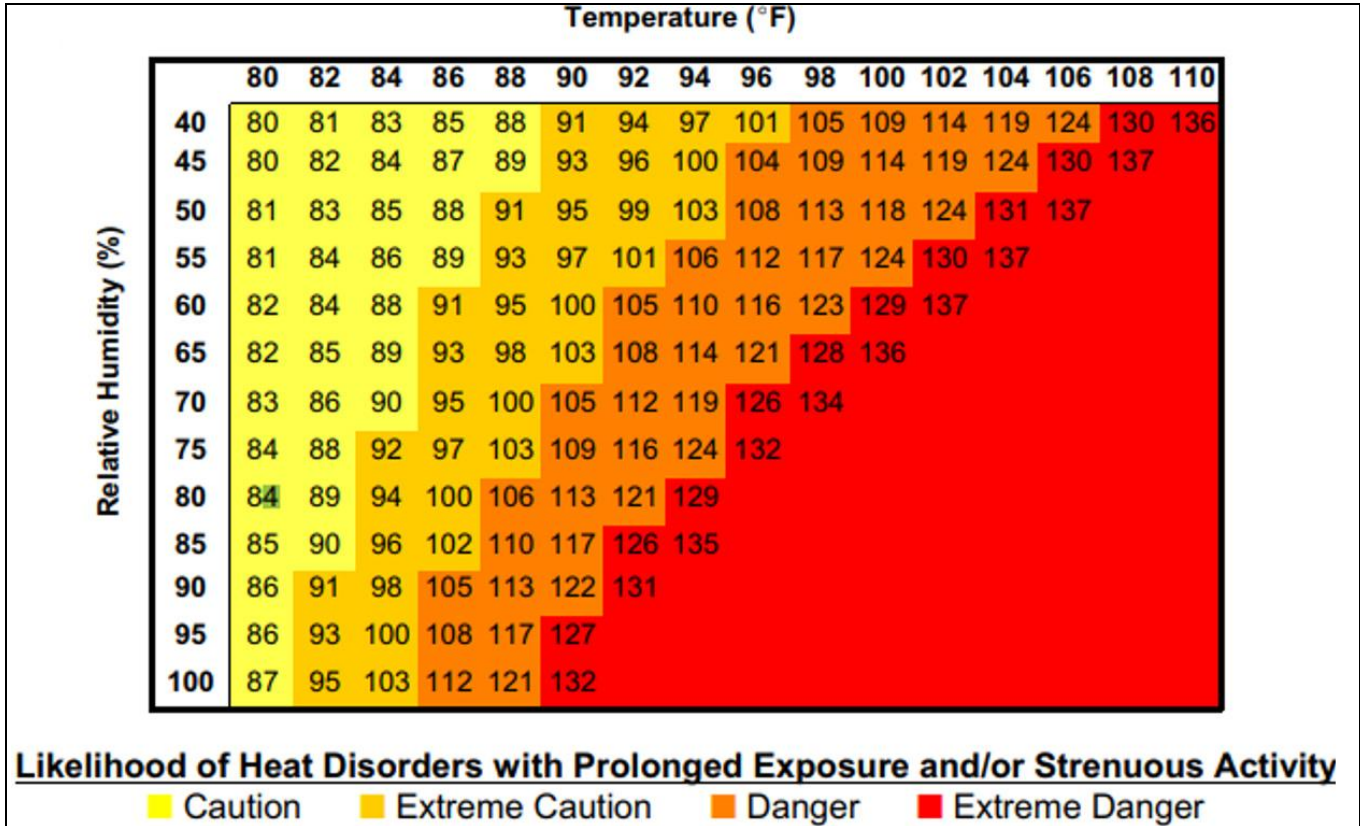 Temperature (°F)
80 82 84 86 88 90 92 94 96 98 100 102 104 106 108 110
Relative Humidity (%)
40 80 81 83 85 88 91 94 97 101 105 109 114 119 124 130 136
45 80 82 84 87 89 93 96 100 104 109 114 119 124 130 137
50 81 83 85 88 91 95 99 103 108 113 118 124 131 137
55 81 84 86 89 93 97 101 106 112 117 124 130 137
60 82 84 88 91 95 100 105 110 116 123 129 137
65 82 85 89 93 98 103 108 114 121 128 136
70 83 86 90 95 100 105 112 119 126 134
75 84 88 92 97 103 109 116 124 132
80 84 89 94 100 106 113 121 129
85 85 90 96 102 110 117 126 135
90 86 91 98 105 113 122 131
95 86 93 100 108 117 127
100 87 95 103 112 121 132
Likelihood of Heat Disorders with Prolonged Exposure and/or Strenuous Activity
Caution Extreme Caution Danger Extreme Danger